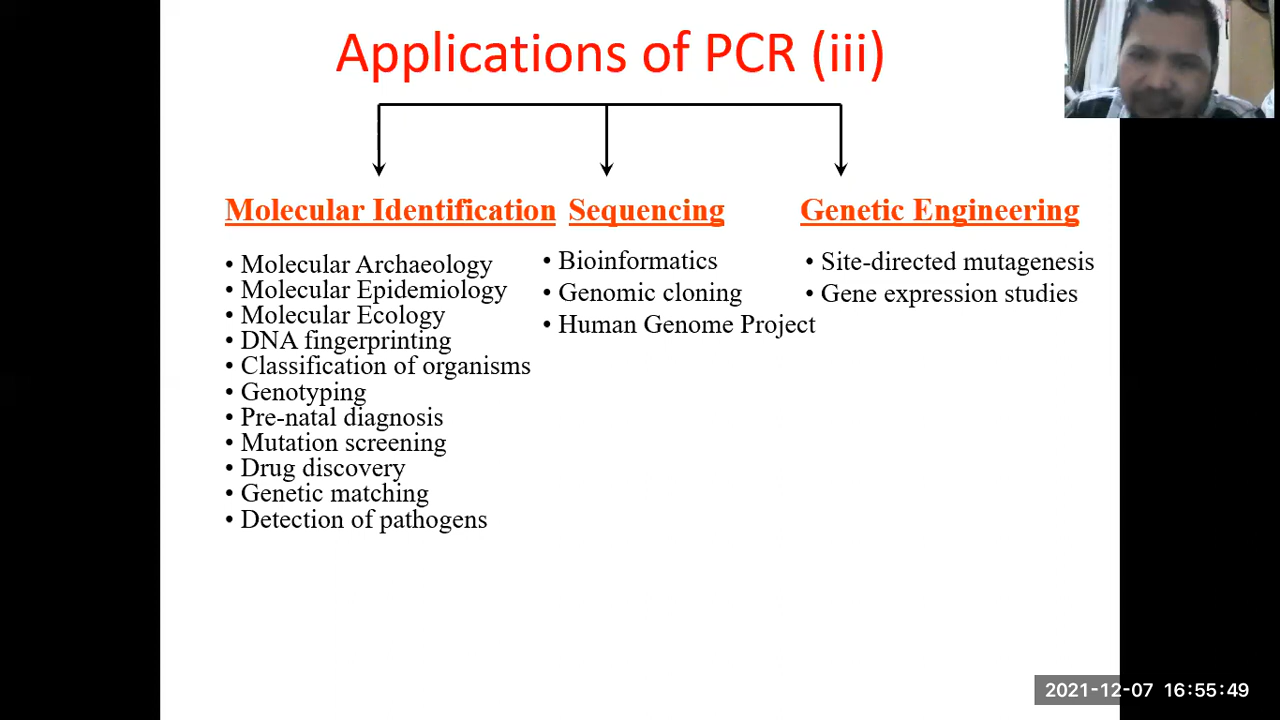 Applications of PCR (iii)
Molecular Identification
• Molecular Archaeology
• Molecular Epidemiology
• Molecular Ecology
• DNA fingerprinting
• Classification of organisms
• Genotyping
• Pre-natal diagnosis
• Mutation screening
• Drug discovery
• Genetic matching
• Detection of pathogens
Sequencing
• Bioinformatics
• Genomic cloning
• Human Genome Project
Genetic Engineering
• Site-directed mutagenesis
• Gene expression studies
2021-12-07 16:55:49